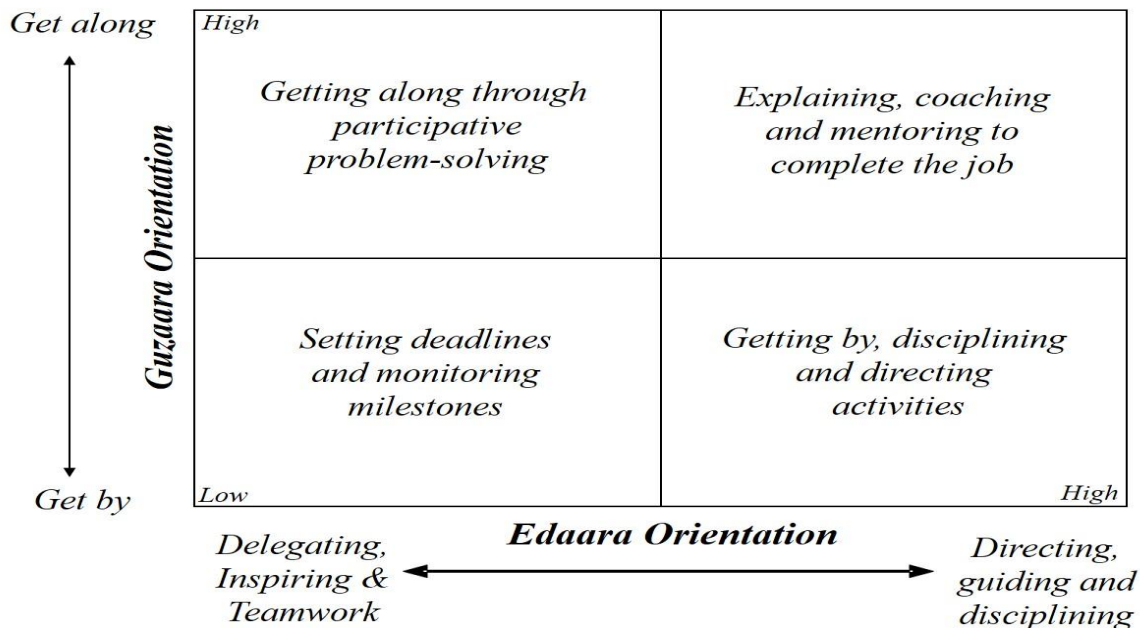 Get along
High
Getting along through
participative
problem-solving
Explaining, coaching
and mentoring to
complete the job
Guzaara Orientation
Setting deadlines
and monitoring
milestones
Getting by, disciplining
and directing
activities
Get by
Low
High
Edaara Orientation
Delegating,
Inspiring &
Teamwork
Directing,
guiding and
disciplining